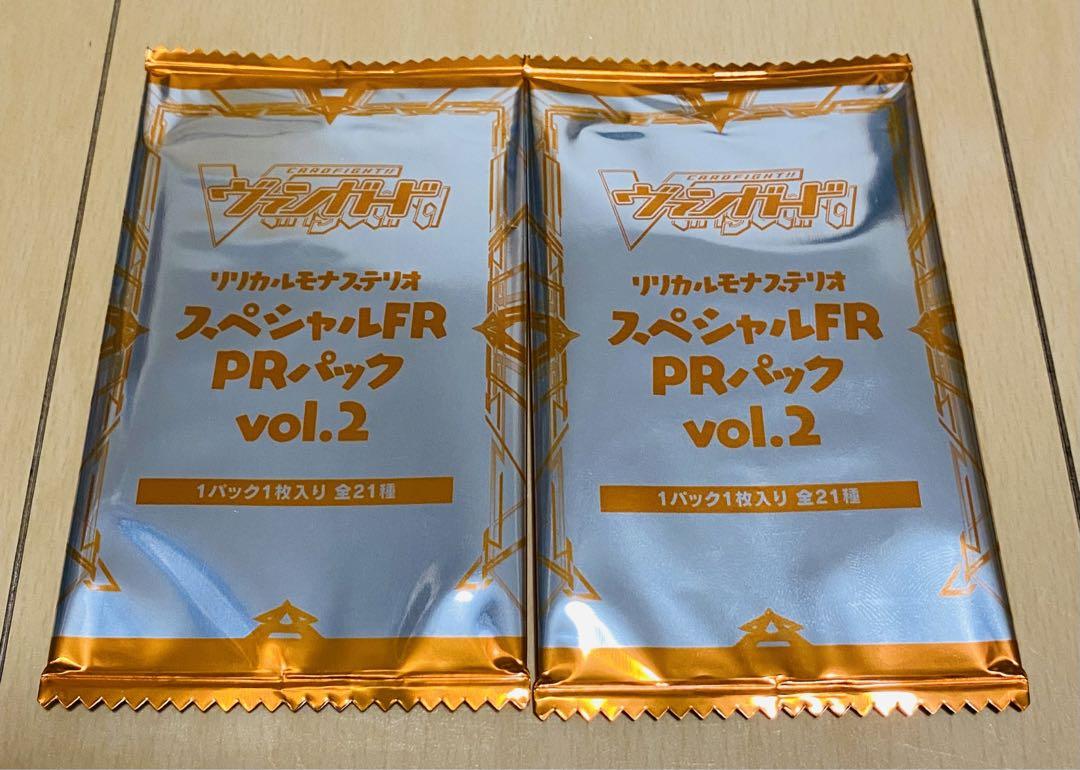 CARDFIGHT!!
ヴァンガード
リリカルモナステリオ
スペシャルFR
PRパック
vol.2
1パック1枚入り 全21種
CARDFIGHT!!
ヴァンガード
リリカルモナステリオ
スペシャルFR
PRパック
vol.2
1パック1枚入り 全21種